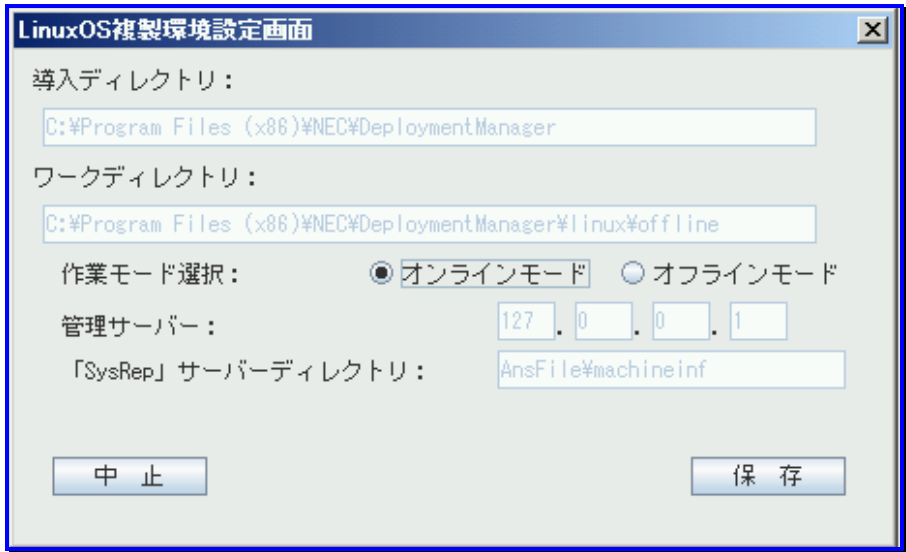 LinuxOS複製環境設定画面
導入ディレクトリ：
C:¥Program Files (x86)¥NEC¥DeploymentManager
ワークディレクトリ：
C:¥Program Files (x86)¥NEC¥DeploymentManager¥linux¥offline
作業モード選択： オンラインモード オフラインモード
管理サーバー： 127 . 0 . 0 . 1
「SysRep」サーバーディレクトリ： AnsFile¥machineinf
中 止 保 存